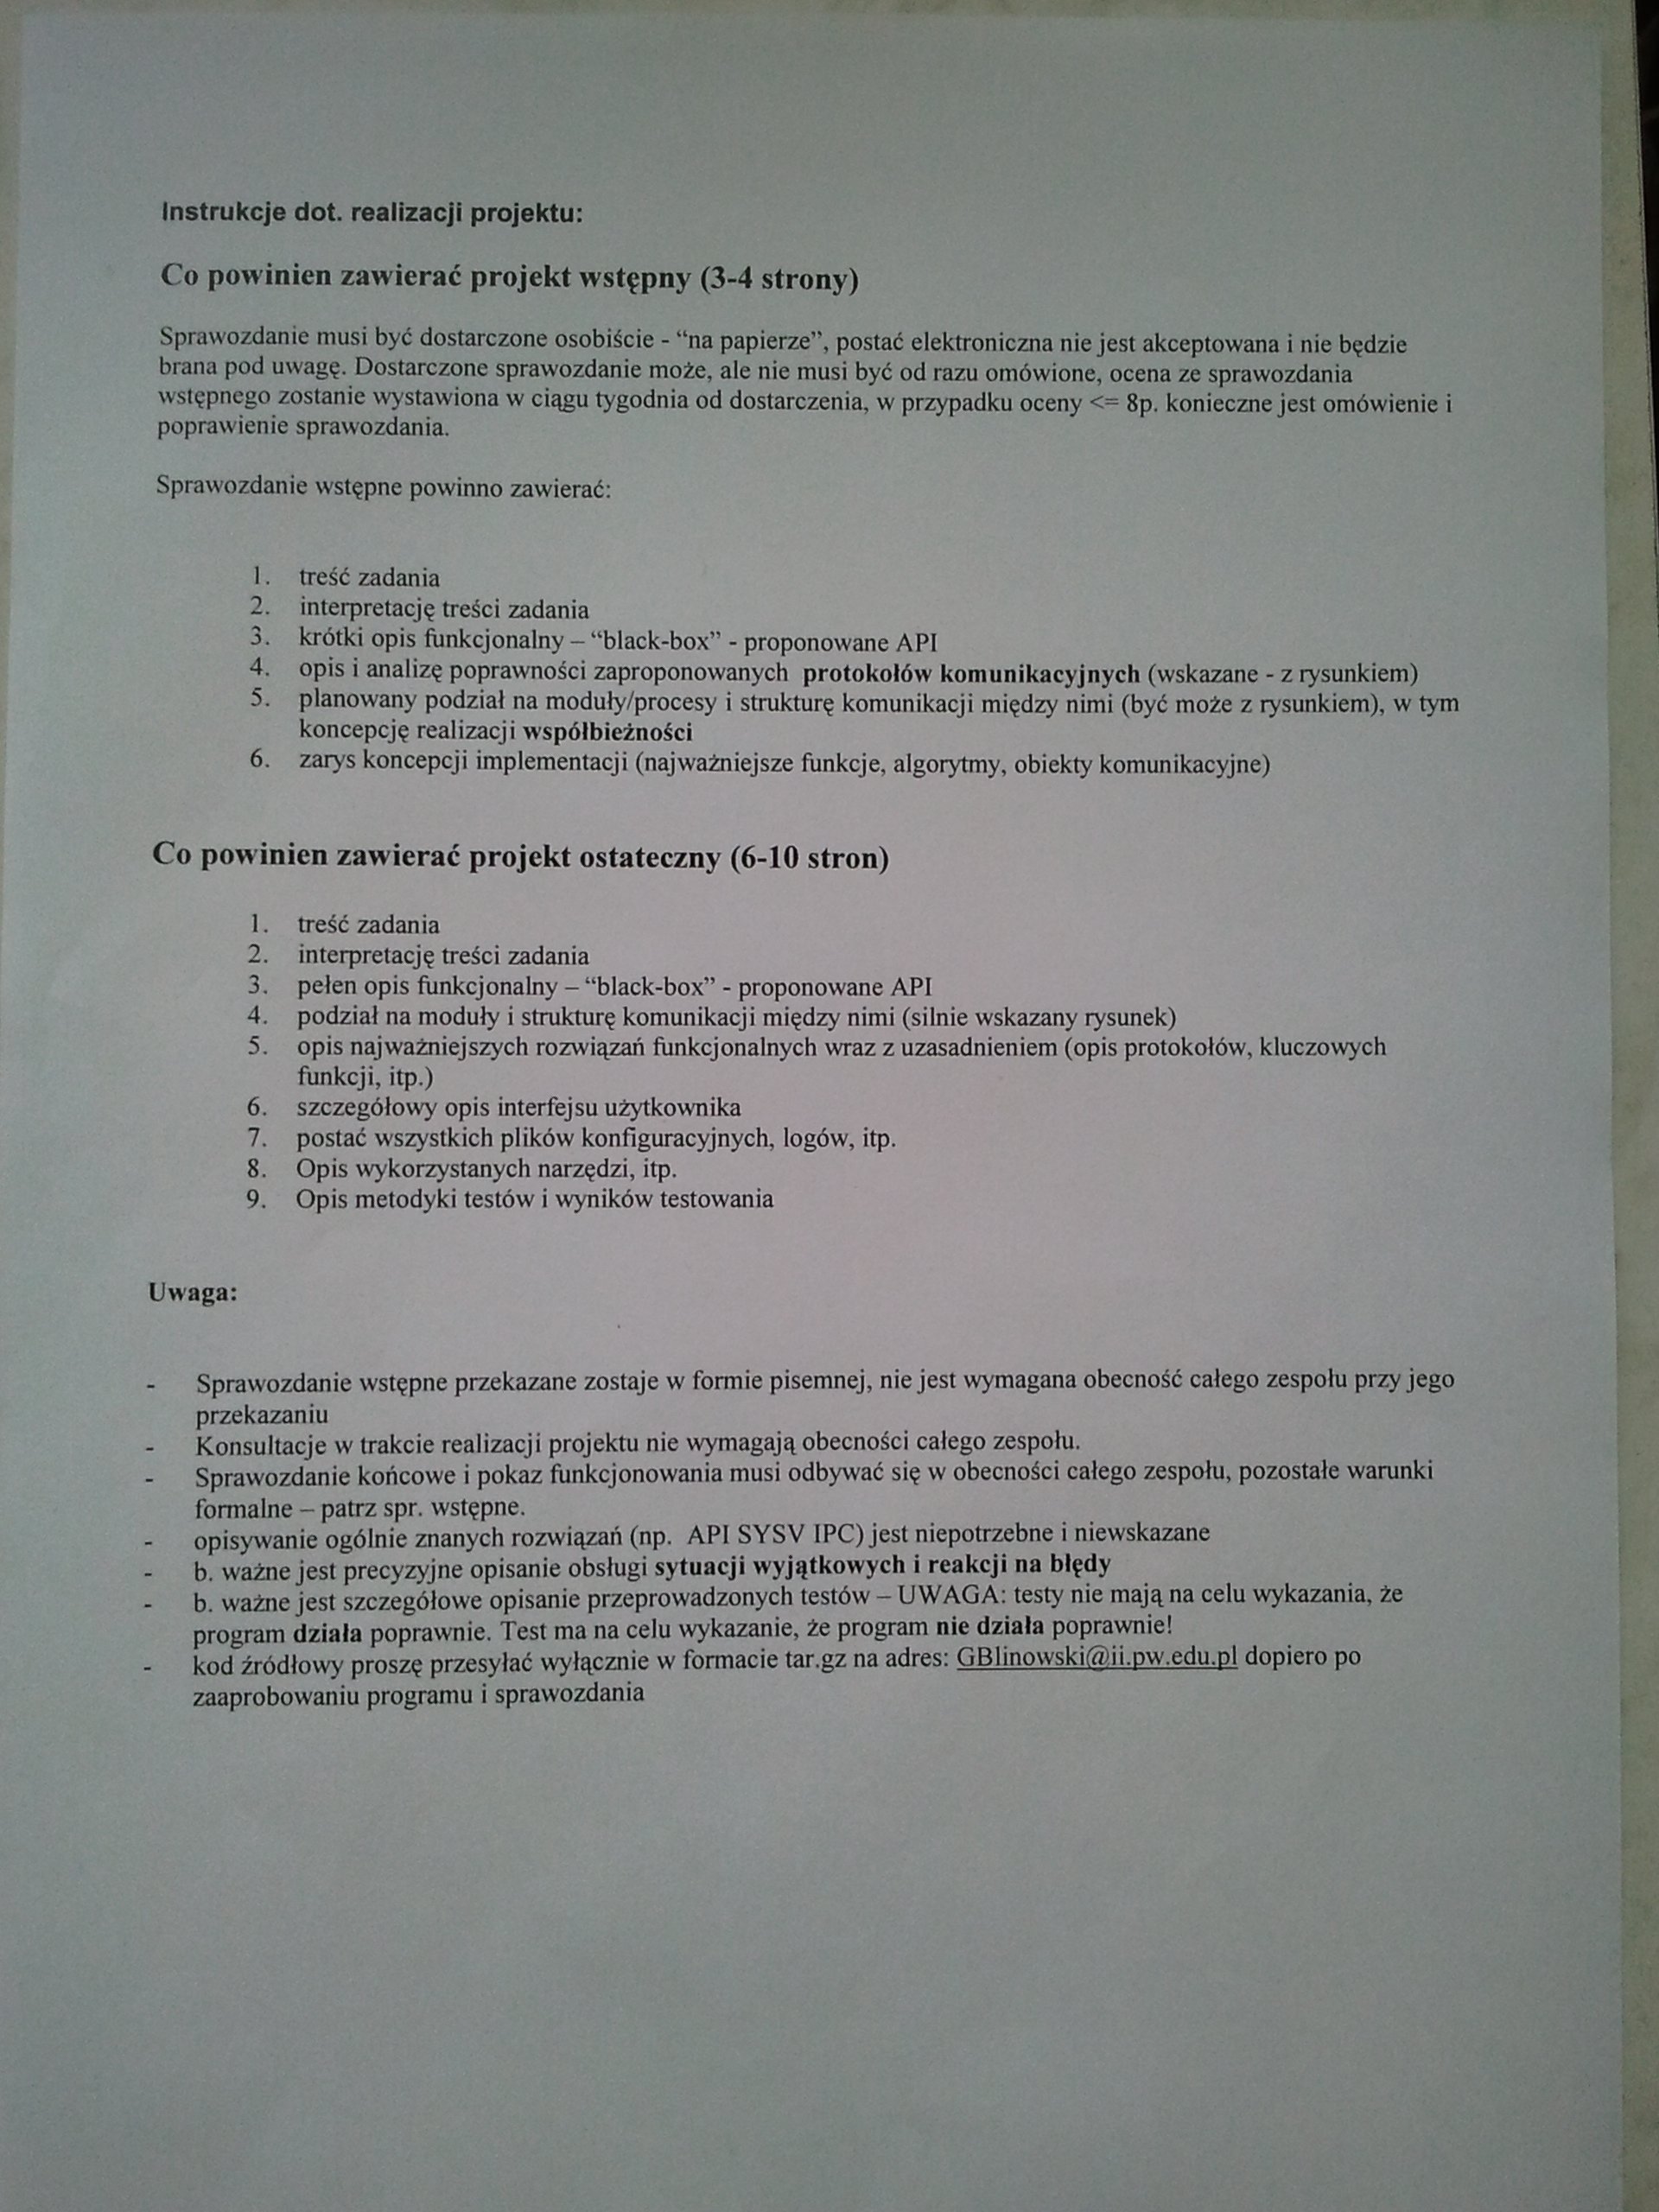 Instrukcje dot. realizacji projektu:
Co powinien zawierać projekt wstępny (3-4 strony)
Sprawozdanie musi być dostarczone osobiście - “na papierze”, postać elektroniczna nie jest akceptowana i nie będzie
brana pod uwagę. Dostarczone sprawozdanie może, ale nie musi być od razu omówione, ocena ze sprawozdania
wstępnego zostanie wystawiona w ciągu tygodnia od dostarczenia, w przypadku oceny <= 8p. konieczne jest omówienie i
poprawienie sprawozdania.
Sprawozdanie wstępne powinno zawierać:
1. treść zadania
2. interpretację treści zadania
3. krótki opis funkcjonalny – “black-box” - proponowane API
4. opis i analizę poprawności zaproponowanych protokołów komunikacyjnych (wskazane - z rysunkiem)
5. planowany podział na moduły/procesy i strukturę komunikacji między nimi (być może z rysunkiem), w tym
koncepcję realizacji współbieżności
6. zarys koncepcji implementacji (najważniejsze funkcje, algorytmy, obiekty komunikacyjne)
Co powinien zawierać projekt ostateczny (6-10 stron)
1. treść zadania
2. interpretację treści zadania
3. pełen opis funkcjonalny – “black-box” - proponowane API
4. podział na moduły i strukturę komunikacji między nimi (silnie wskazany rysunek)
5. opis najważniejszych rozwiązań funkcjonalnych wraz z uzasadnieniem (opis protokołów, kluczowych
funkcji, itp.)
6. szczegółowy opis interfejsu użytkownika
7. postać wszystkich plików konfiguracyjnych, logów, itp.
8. Opis wykorzystanych narzędzi, itp.
9. Opis metodyki testów i wyników testowania
Uwaga:
- Sprawozdanie wstępne przekazane zostaje w formie pisemnej, nie jest wymagana obecność całego zespołu przy jego
przekazaniu
- Konsultacje w trakcie realizacji projektu nie wymagają obecności całego zespołu.
- Sprawozdanie końcowe i pokaz funkcjonowania musi odbywać się w obecności całego zespołu, pozostałe warunki
formalne – patrz spr. wstępne.
- opisywanie ogólnie znanych rozwiązań (np. API SYSV IPC) jest niepotrzebne i niewskazane
- b. ważne jest precyzyjne opisanie obsługi sytuacji wyjątkowych i reakcji na błędy
- b. ważne jest szczegółowe opisanie przeprowadzonych testów – UWAGA: testy nie mają na celu wykazania, że
program działa poprawnie. Test ma na celu wykazanie, że program nie działa poprawnie!
- kod źródłowy proszę przesyłać wyłącznie w formacie tar.gz na adres: GBlinowski@ii.pw.edu.pl dopiero po
zaaprobowaniu programu i sprawozdania